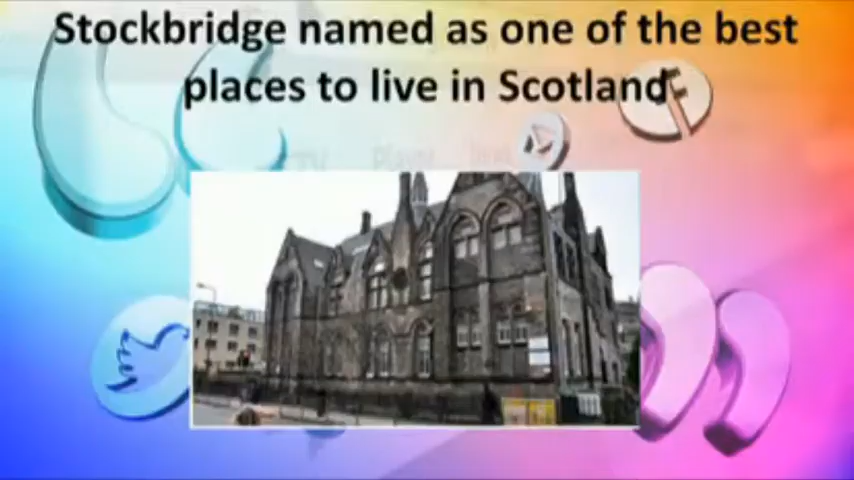 Stockbridge named as one of the best
places to live in Scotland